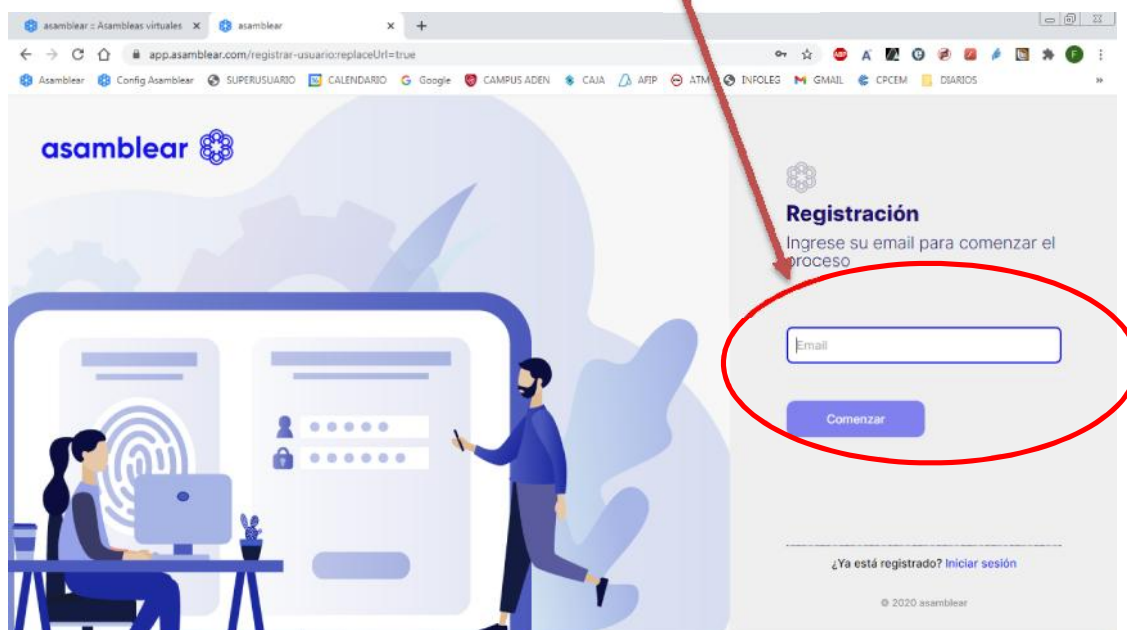 asamblear :: Asambleas virtuales
asamblear
app.asamblear.com/registrar-usuario;replaceUrl=true
Asamblear
Config Asamblear
SUPERUSUARIO
CALENDARIO
Google
CAMPUS ADEN
CAJA
AFIP
ATM
INFOLEG
GMAIL
CPCEM
DIARIOS
asamblear
Registración
Ingrese su email para comenzar el
proceso
Email
Comenzar
¿Ya está registrado? Iniciar sesión
© 2020 asamblear